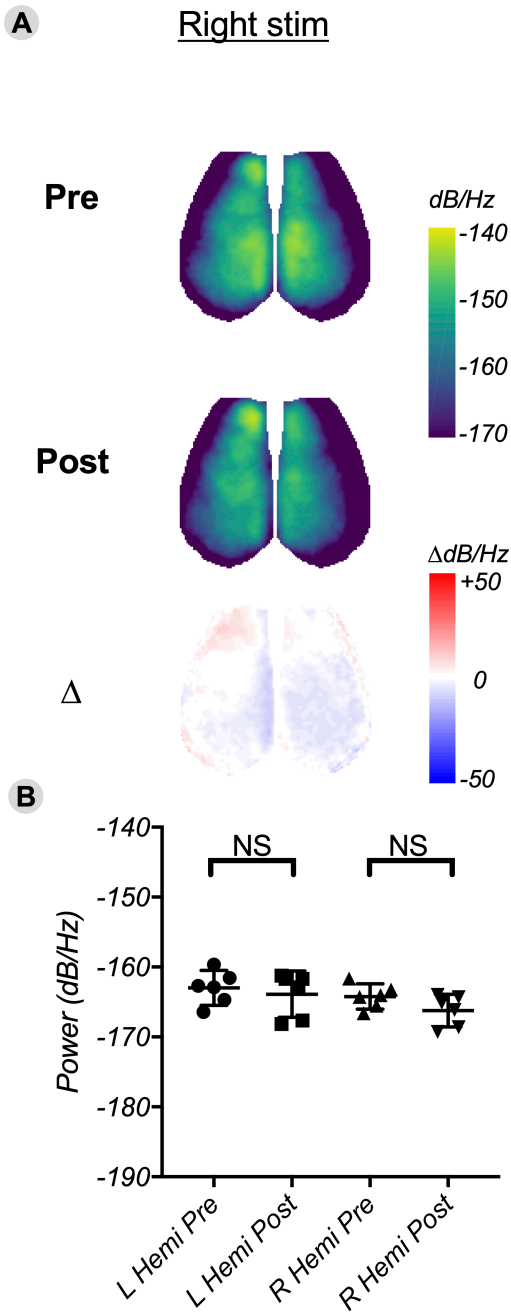 A
Right stim
Pre
dB/Hz
-140
-150
-160
-170
Post
ΔdB/Hz
+50
0
-50
Δ
B
-140
-150
-160
-170
-180
-190
Power (dB/Hz)
NS
NS
L Hemi Pre
L Hemi Post
R Hemi Pre
R Hemi Post